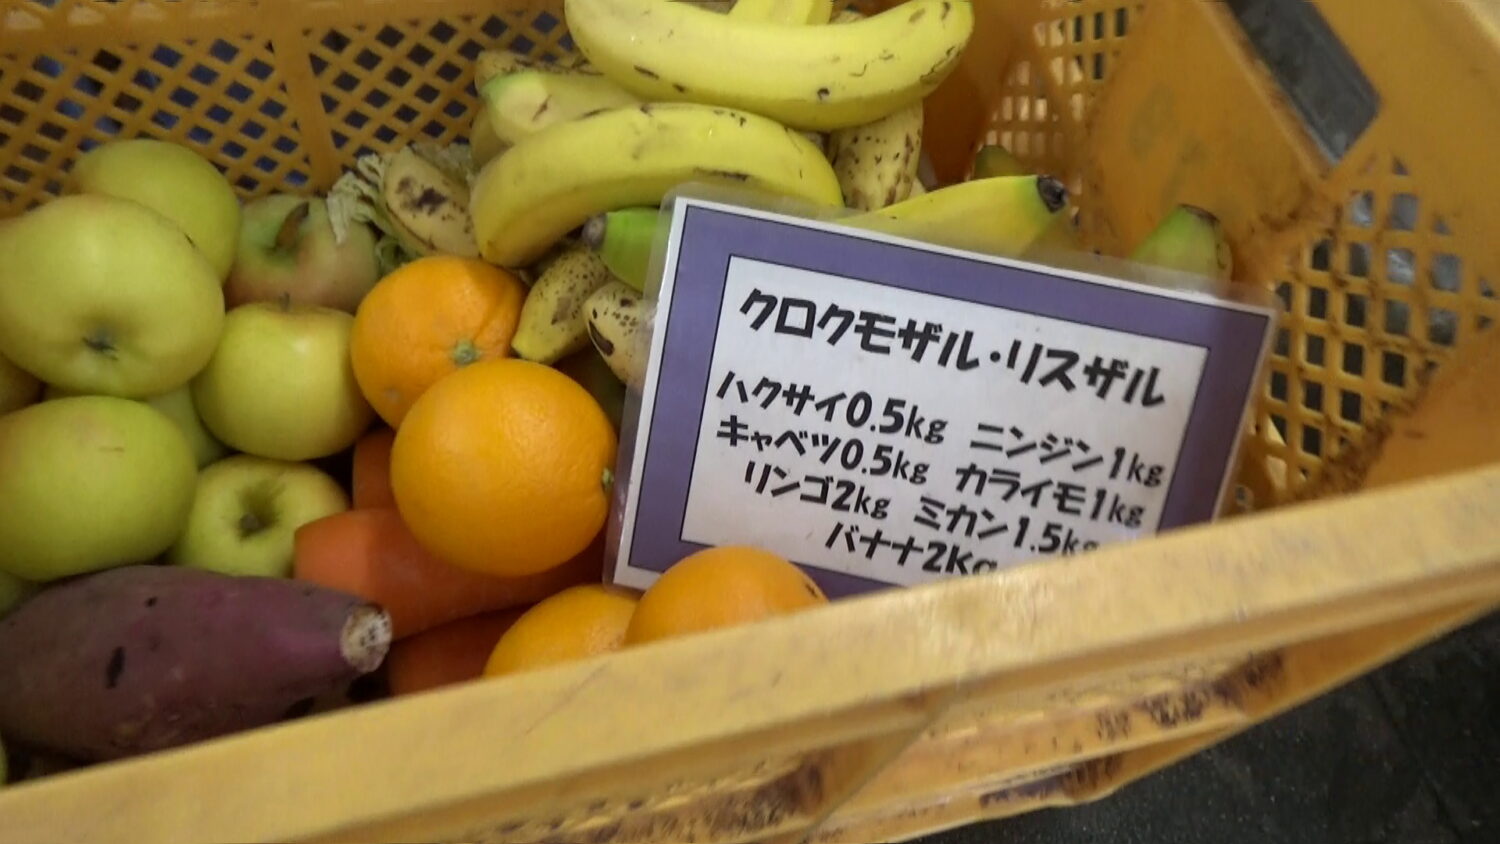 クロクモザル・リスザル
ハクサイ0.5kg ニンジン1kg
キャベツ0.5kg カライモ1kg
リンゴ2kg ミカン1.5kg
バナナ2Kg